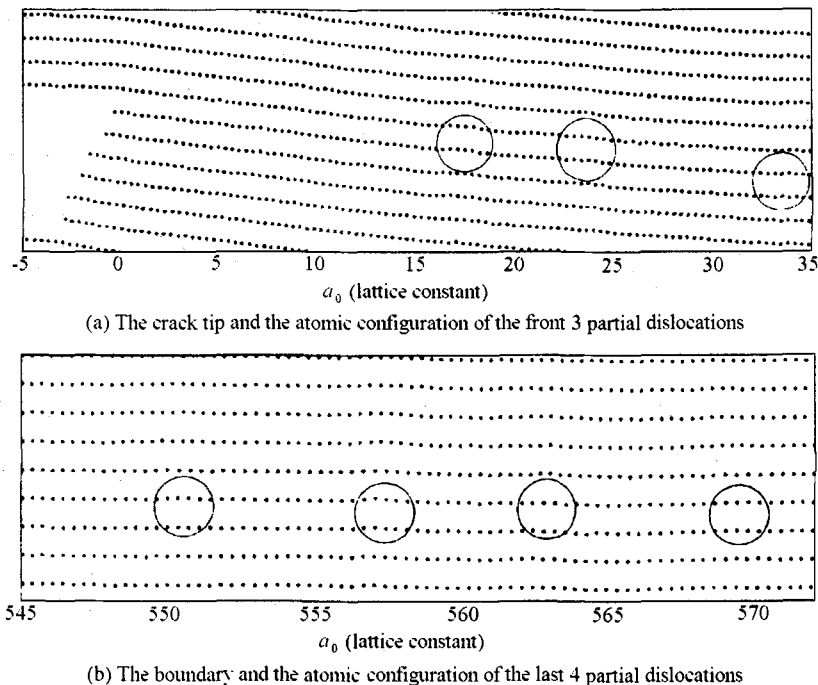 -5 0 5 10 15 20 25 30 35
a₀ (lattice constant)
(a) The crack tip and the atomic configuration of the front 3 partial dislocations
545 550 555 560 565 570
a₀ (lattice constant)
(b) The boundary and the atomic configuration of the last 4 partial dislocations